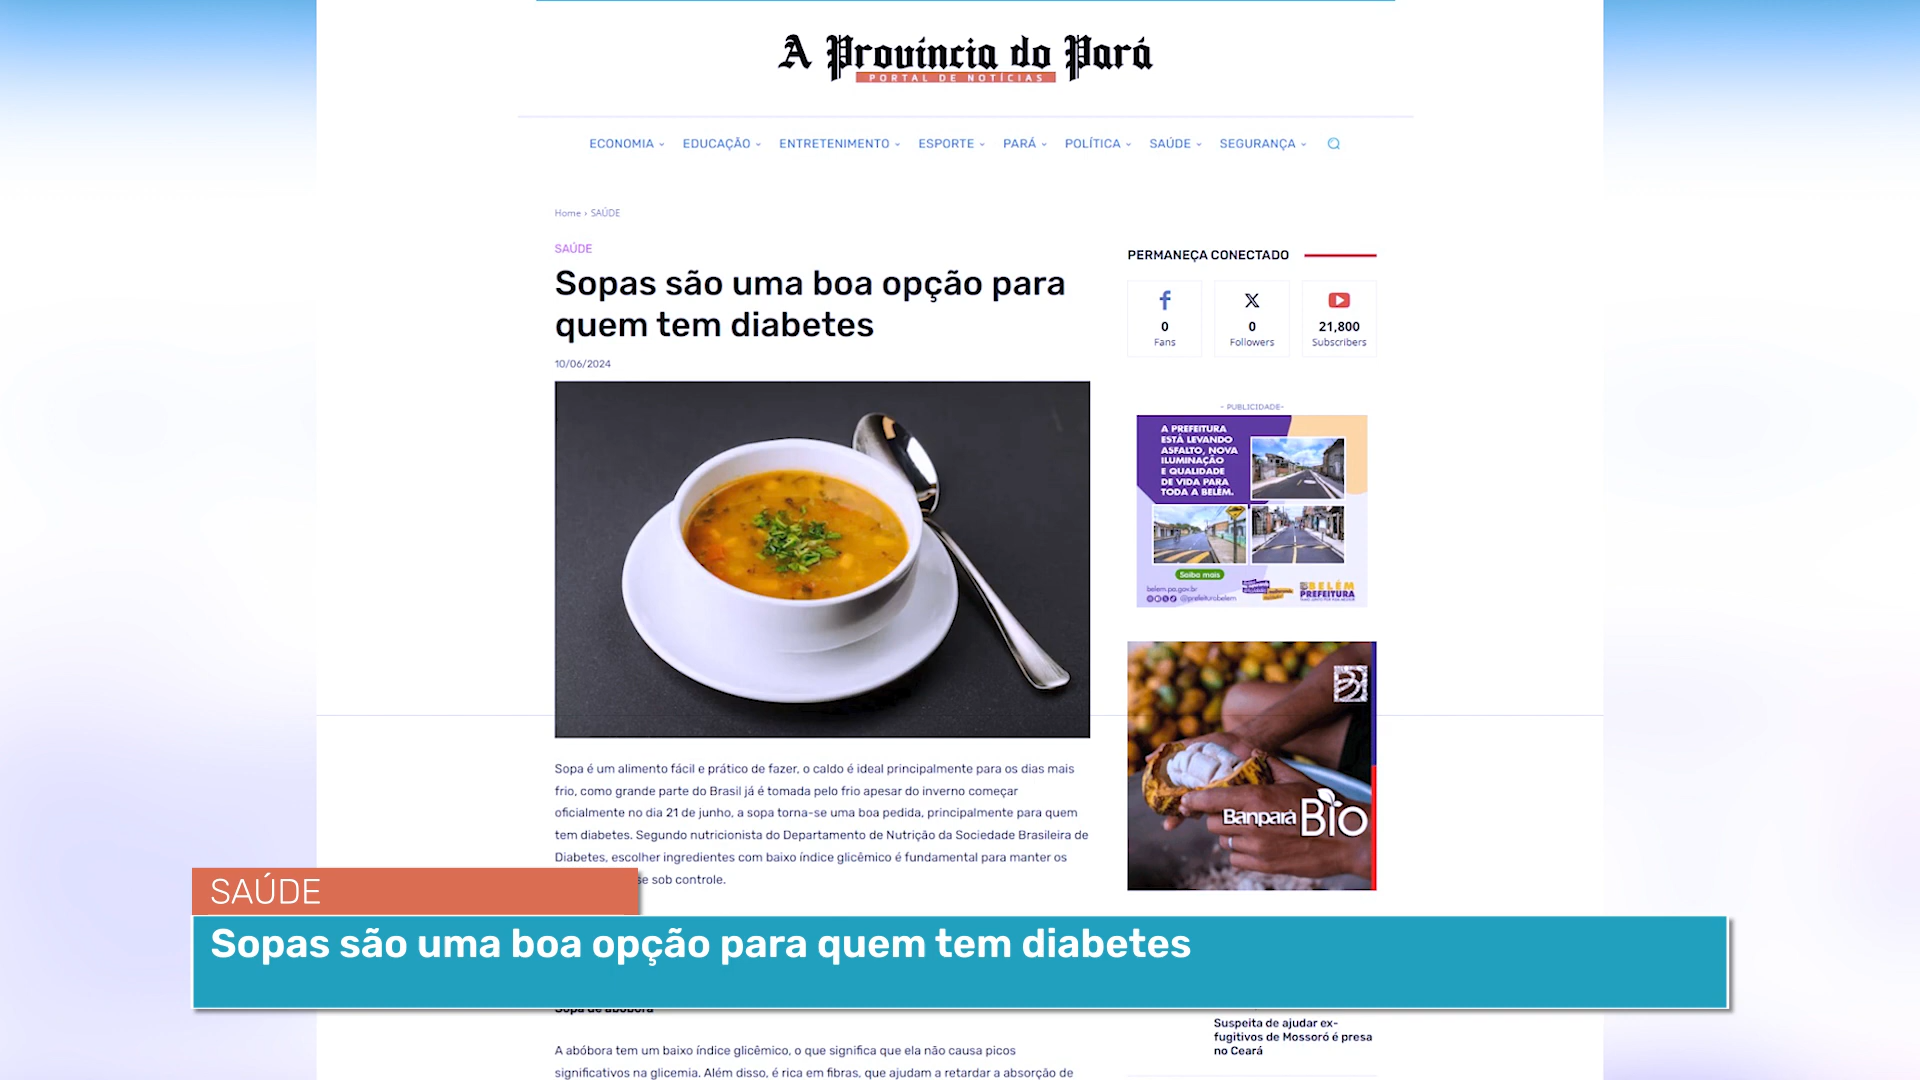 A Província do Pará
PORTAL DE NOTÍCIAS
ECONOMIA EDUCAÇÃO ENTRETENIMENTO ESPORTE PARÁ POLÍTICA SAÚDE SEGURANÇA
Home › SAÚDE
SAÚDE
Sopas são uma boa opção para
quem tem diabetes
10/06/2024
Sopa é um alimento fácil e prático de fazer, o caldo é ideal principalmente para os dias mais
frio, como grande parte do Brasil já é tomada pelo frio apesar do inverno começar
oficialmente no dia 21 de junho, a sopa torna-se uma boa pedida, principalmente para quem
tem diabetes. Segundo nutricionista do Departamento de Nutrição da Sociedade Brasileira de
Diabetes, escolher ingredientes com baixo índice glicêmico é fundamental para manter os
se sob controle.
Sopa de abóbora
A abóbora tem um baixo índice glicêmico, o que significa que ela não causa picos
significativos na glicemia. Além disso, é rica em fibras, que ajudam a retardar a absorção de
PERMANEÇA CONECTADO
0
Fans
0
Followers
21,800
Subscribers
- PUBLICIDADE-
A PREFEITURA
ESTÁ LEVANDO
ASFALTO, NOVA
ILUMINAÇÃO
E QUALIDADE
DE VIDA PARA
TODA A BELÉM.
Saiba mais
belem.pa.gov.br
@prefeiturabelem
BELÉM
PREFEITURA
Banpará Bio
Suspeita de ajudar ex-
fugitivos de Mossoró é presa
no Ceará
SAÚDE
Sopas são uma boa opção para quem tem diabetes